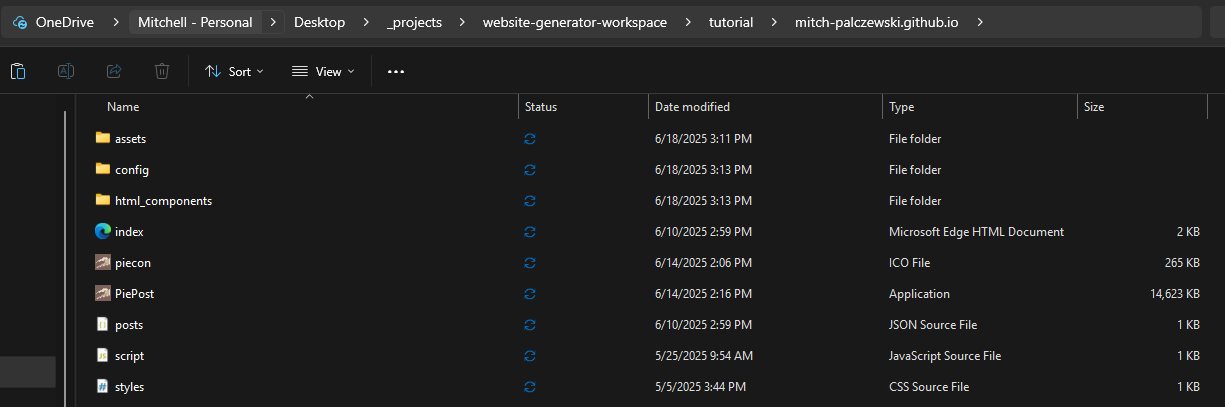 OneDrive > Mitchell - Personal > Desktop > _projects > website-generator-workspace > tutorial > mitch-palczewski.github.io >
Sort View
Name Status Date modified Type Size
assets 6/18/2025 3:11 PM File folder
config 6/18/2025 3:13 PM File folder
html_components 6/18/2025 3:13 PM File folder
index 6/10/2025 2:59 PM Microsoft Edge HTML Document 2 KB
piecon 6/14/2025 2:06 PM ICO File 265 KB
PiePost 6/14/2025 2:16 PM Application 14,623 KB
posts 6/10/2025 2:59 PM JSON Source File 1 KB
script 5/25/2025 9:54 AM JavaScript Source File 1 KB
styles 5/5/2025 3:44 PM CSS Source File 1 KB